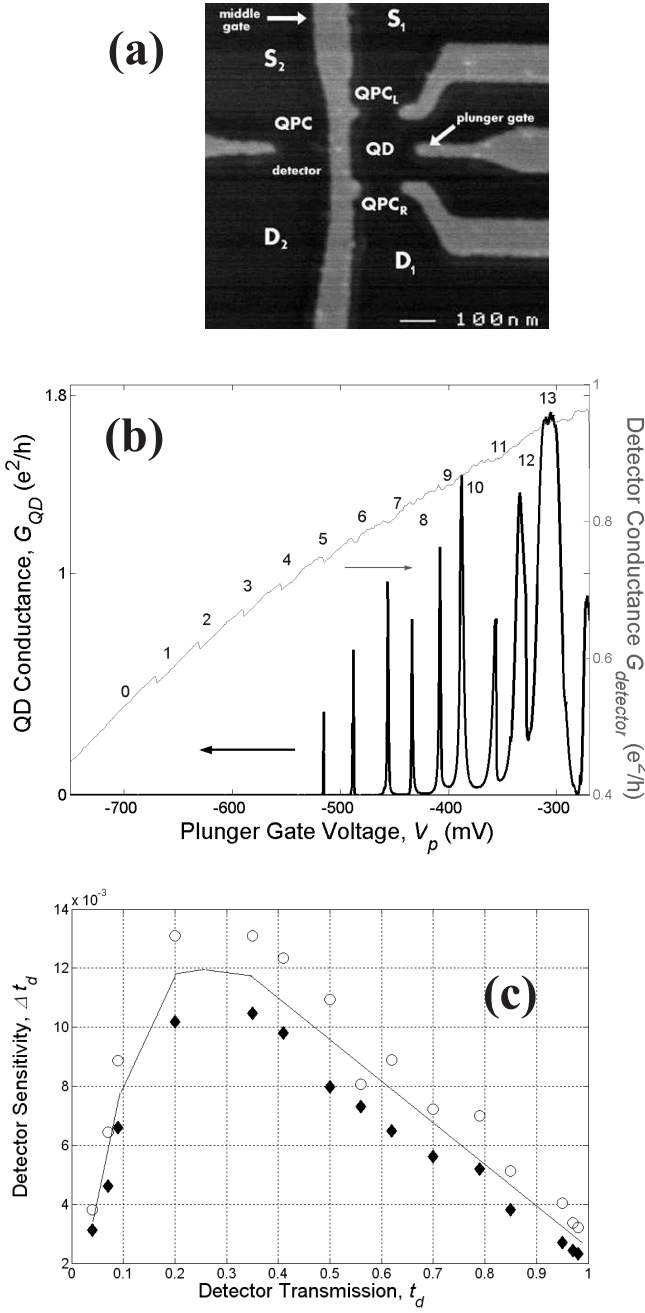 (a)
middle gate
S1
S2
QPCL
plunger gate
QPC
QD
detector
QPCR
D2
D1
100nm
(b)
QD Conductance, GQD (e²/h)
1.8
1
0
0 1 2 3 4 5 6 7 8 9 10 11 12 13
1
0.8
0.6
0.4
Detector Conductance Gdetector (e²/h)
-700 -600 -500 -400 -300
Plunger Gate Voltage, Vp (mV)
(c)
x 10-3
14
12
10
8
6
4
2
Detector Sensitivity, Δtd
0 0.1 0.2 0.3 0.4 0.5 0.6 0.7 0.8 0.9 1
Detector Transmission, td